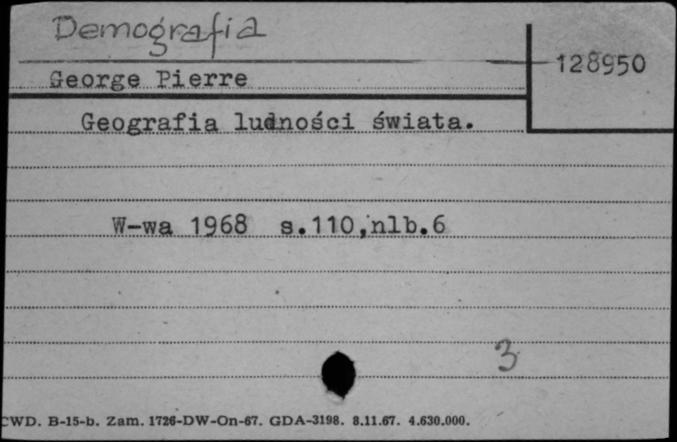 Demografia
128950
George Pierre
Geografia ludności świata.
W-wa 1968 s.110,nlb.6
3
CWD. B-15-b. Zam. 1726-DW-On-67. GDA-3198. 8.11.67. 4.630.000.